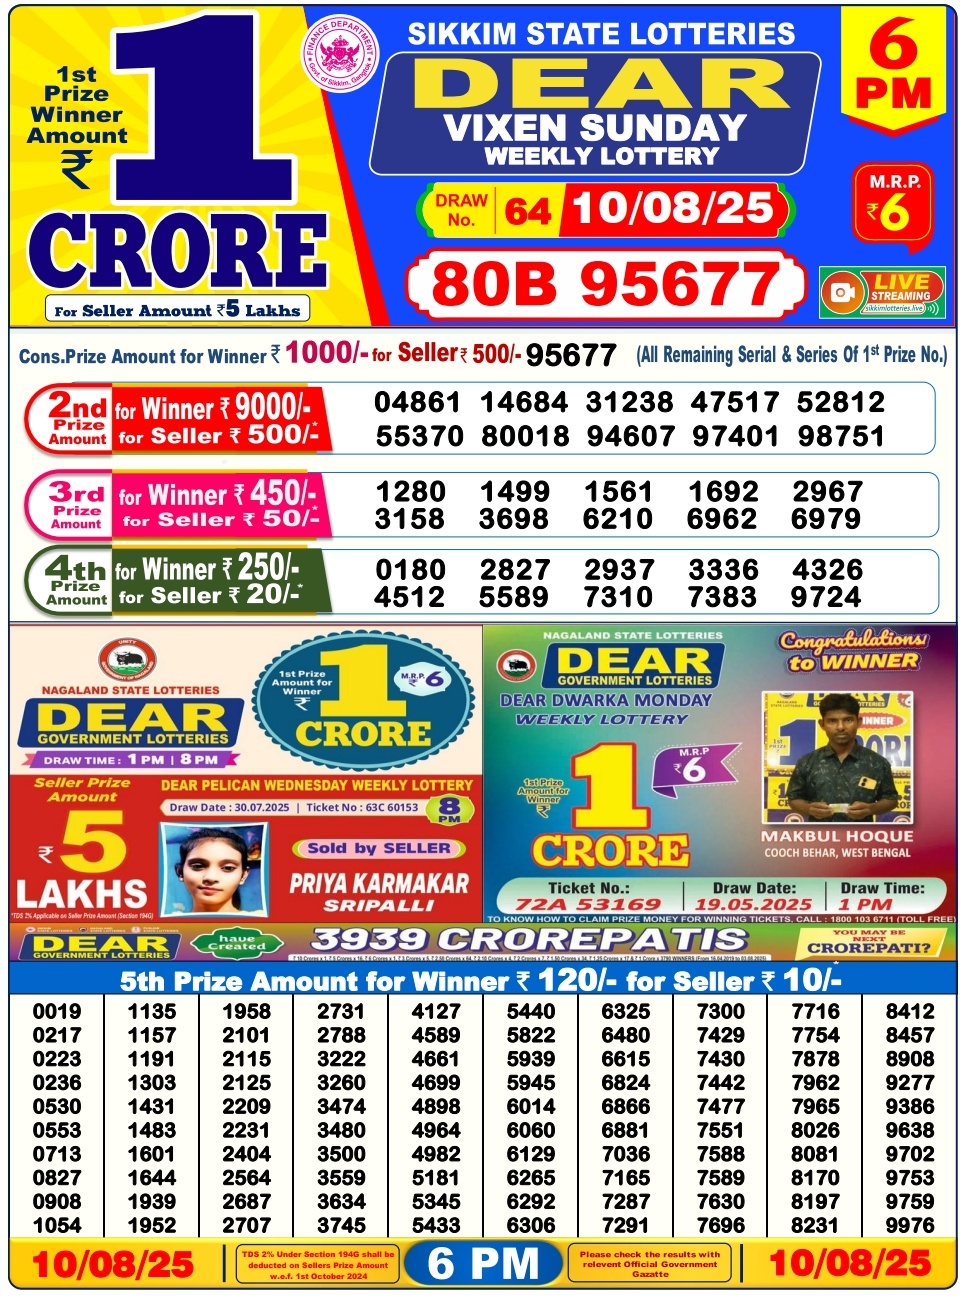 1st
Prize
Winner
Amount
₹
1
CRORE
For Seller Amount ₹5 Lakhs
FINANCE DEPARTMENT
Govt. of Sikkim, Gangtok
SIKKIM STATE LOTTERIES
DEAR
VIXEN SUNDAY
WEEKLY LOTTERY
6
PM
DRAW
No. 64 10/08/25
M.R.P.
₹6
80B 95677
LIVE
STREAMING
sikkimlotteries.live
Cons.Prize Amount for Winner ₹ 1000/- for Seller ₹ 500/- 95677 (All Remaining Serial & Series Of 1st Prize No.)
2nd
Prize
Amount
for Winner ₹ 9000/-
for Seller ₹ 500/-*
04861 14684 31238 47517 52812
55370 80018 94607 97401 98751
3rd
Prize
Amount
for Winner ₹ 450/-
for Seller ₹ 50/-*
1280 1499 1561 1692 2967
3158 3698 6210 6962 6979
4th
Prize
Amount
for Winner ₹ 250/-
for Seller ₹ 20/-*
0180 2827 2937 3336 4326
4512 5589 7310 7383 9724
UNITY
NAGALAND STATE LOTTERIES
DEAR
GOVERNMENT LOTTERIES
DRAW TIME : 1 PM | 8 PM
1st Prize
Amount for
Winner
₹
1
CRORE
M.R.P.
₹6
Seller Prize
Amount
₹5
LAKHS
*TDS 2% Applicable on Seller Prize Amount (Section 194G)
DEAR PELICAN WEDNESDAY WEEKLY LOTTERY
Draw Date : 30.07.2025 | Ticket No : 63C 60153
8
PM
Sold by SELLER
PRIYA KARMAKAR
SRIPALLI
NAGALAND STATE LOTTERIES
DEAR
GOVERNMENT LOTTERIES
DEAR DWARKA MONDAY
WEEKLY LOTTERY
Congratulations!
to WINNER
1st Prize
Amount for
Winner
₹
1
CRORE
M.R.P
₹6
MAKBUL HOQUE
COOCH BEHAR, WEST BENGAL
Ticket No.: Draw Date: Draw Time:
72A 53169 19.05.2025 1 PM
TO KNOW HOW TO CLAIM PRIZE MONEY FOR WINNING TICKETS, CALL : 1800 103 6711 (TOLL FREE)
DEAR
GOVERNMENT LOTTERIES
have
Created
3939 CROREPATIS
YOU MAY BE
NEXT
CROREPATI?
5th Prize Amount for Winner ₹ 120/- for Seller ₹ 10/-*
0019 1135 1958 2731 4127 5440 6325 7300 7716 8412
0217 1157 2101 2788 4589 5822 6480 7429 7754 8457
0223 1191 2115 3222 4661 5939 6615 7430 7878 8908
0236 1303 2125 3260 4699 5945 6824 7442 7962 9277
0530 1431 2209 3474 4898 6014 6866 7477 7965 9386
0553 1483 2231 3480 4964 6060 6881 7551 8026 9638
0713 1601 2404 3500 4982 6129 7036 7588 8081 9702
0827 1644 2564 3559 5181 6265 7165 7589 8170 9753
0908 1939 2687 3634 5345 6292 7287 7630 8197 9759
1054 1952 2707 3745 5433 6306 7291 7696 8231 9976
10/08/25
TDS 2% Under Section 194G shall be
deducted on Sellers Prize Amount
w.e.f. 1st October 2024
6 PM
Please check the results with
relevent Official Government
Gazatte
10/08/25